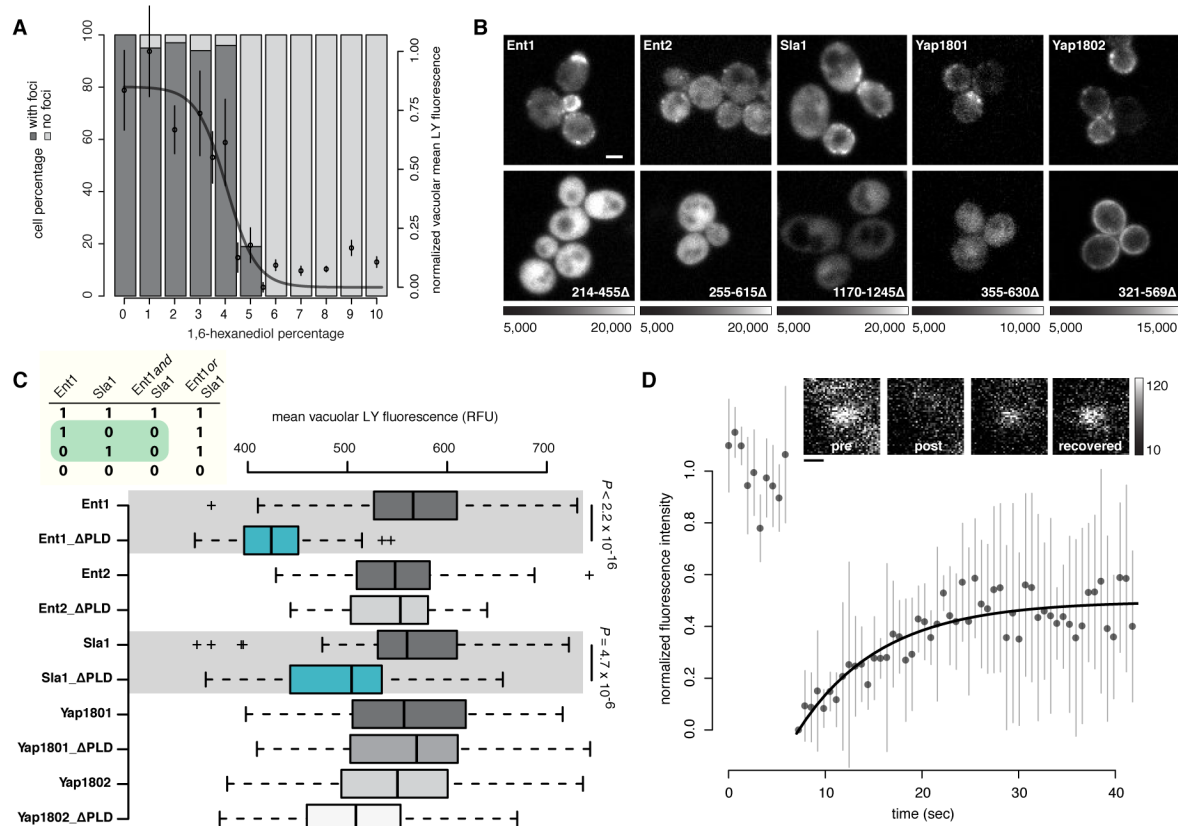 A
with foci
no foci
cell percentage
100
80
60
40
20
0
1.00
0.75
0.50
0.25
0.00
normalized vacuolar mean LY fluorescence
0 1 2 3 4 5 6 7 8 9 10
1,6-hexanediol percentage
B
Ent1 Ent2 Sla1 Yap1801 Yap1802
214-455Δ 255-615Δ 1170-1245Δ 355-630Δ 321-569Δ
5,000 20,000 5,000 20,000 5,000 20,000 5,000 10,000 5,000 15,000
C
Ent1 Sla1 Ent1and Sla1 Ent1or Sla1
1 1 1 1
1 0 0 1
0 1 0 1
0 0 0 0
mean vacuolar LY fluorescence (RFU)
400 500 600 700
Ent1
Ent1_ΔPLD
Ent2
Ent2_ΔPLD
Sla1
Sla1_ΔPLD
Yap1801
Yap1801_ΔPLD
Yap1802
Yap1802_ΔPLD
P < 2.2 x 10-16
P = 4.7 x 10-6
D
pre post recovered
120
10
normalized fluorescence intensity
1.0
0.8
0.6
0.4
0.2
0.0
0 10 20 30 40
time (sec)